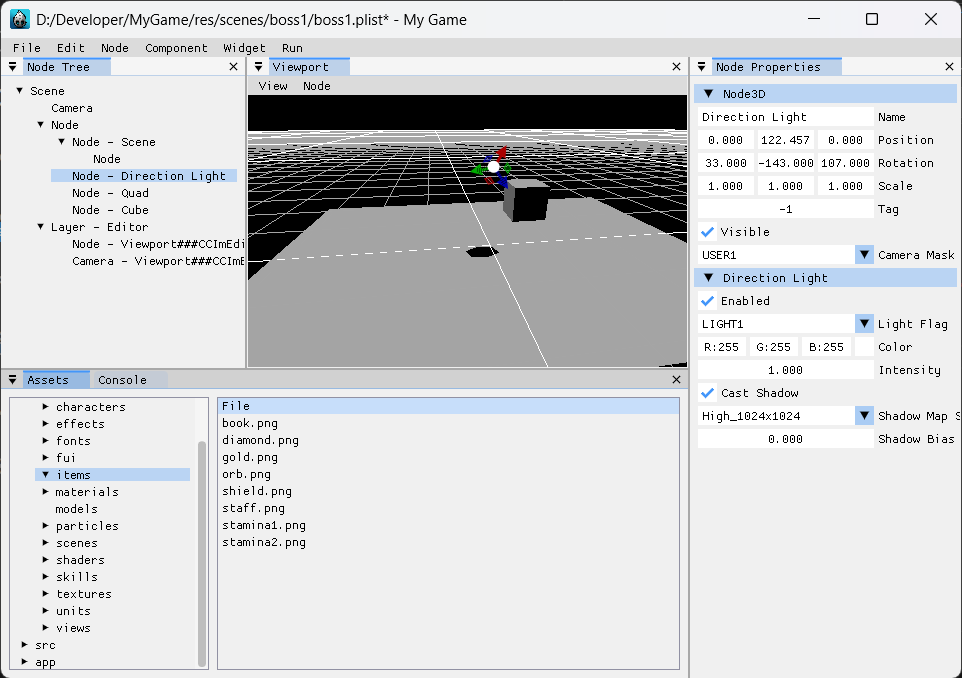 D:/Developer/MyGame/res/scenes/boss1/boss1.plist* - My Game
File Edit Node Component Widget Run
Node Tree
Scene
Camera
Node
Node - Scene
Node
Node - Direction Light
Node - Quad
Node - Cube
Layer - Editor
Node - Viewport###CCImEdi
Camera - Viewport###CCImE
Viewport
View Node
Node Properties
Node3D
Direction Light Name
0.000 122.457 0.000 Position
33.000 -143.000 107.000 Rotation
1.000 1.000 1.000 Scale
-1 Tag
Visible
USER1 Camera Mask
Direction Light
Enabled
LIGHT1 Light Flag
R:255 G:255 B:255 Color
1.000 Intensity
Cast Shadow
High_1024x1024 Shadow Map S
0.000 Shadow Bias
Assets Console
characters
effects
fonts
fui
items
materials
models
particles
scenes
shaders
skills
textures
units
views
src
app
File
book.png
diamond.png
gold.png
orb.png
shield.png
staff.png
stamina1.png
stamina2.png